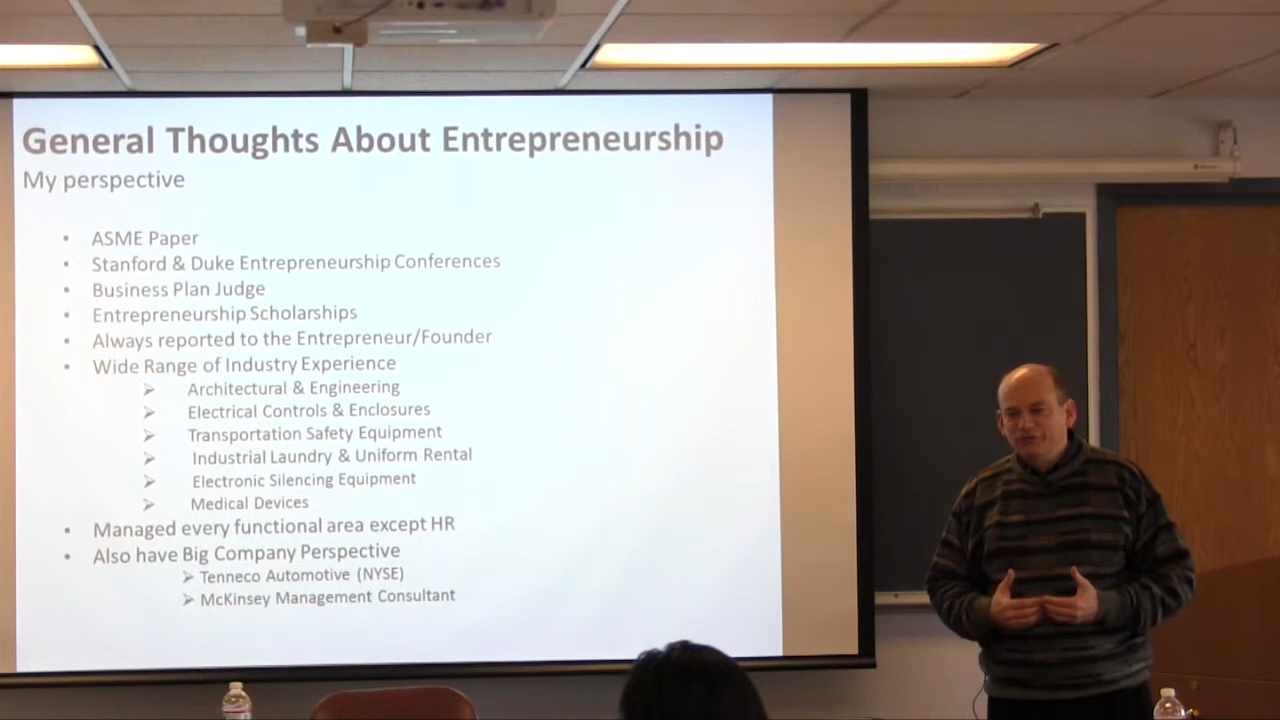 General Thoughts About Entrepreneurship
My perspective
• ASME Paper
• Stanford & Duke Entrepreneurship Conferences
• Business Plan Judge
• Entrepreneurship Scholarships
• Always reported to the Entrepreneur/Founder
• Wide Range of Industry Experience
➢ Architectural & Engineering
➢ Electrical Controls & Enclosures
➢ Transportation Safety Equipment
➢ Industrial Laundry & Uniform Rental
➢ Electronic Silencing Equipment
➢ Medical Devices
• Managed every functional area except HR
• Also have Big Company Perspective
➢ Tenneco Automotive (NYSE)
➢ McKinsey Management Consultant